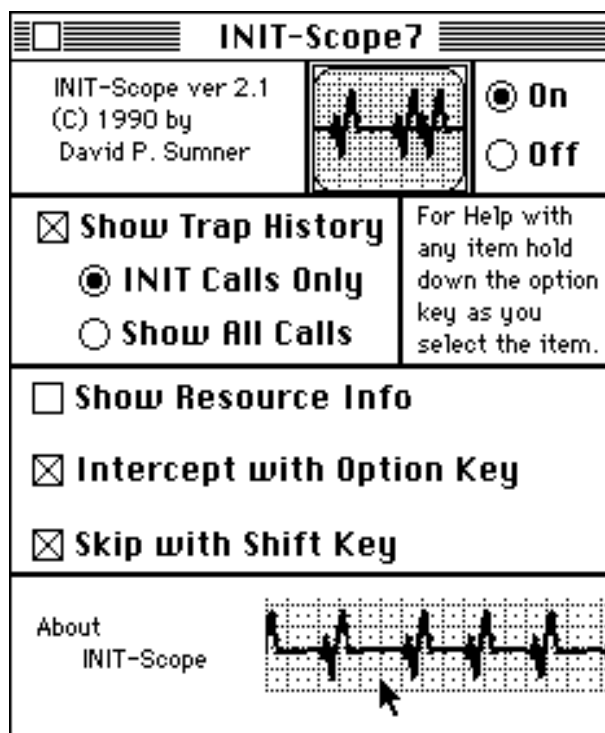 INIT-Scope7
INIT-Scope ver 2.1
(C) 1990 by
David P. Sumner
On
Off
Show Trap History
INIT Calls Only
Show All Calls
For Help with
any item hold
down the option
key as you
select the item.
Show Resource Info
Intercept with Option Key
Skip with Shift Key
About
INIT-Scope